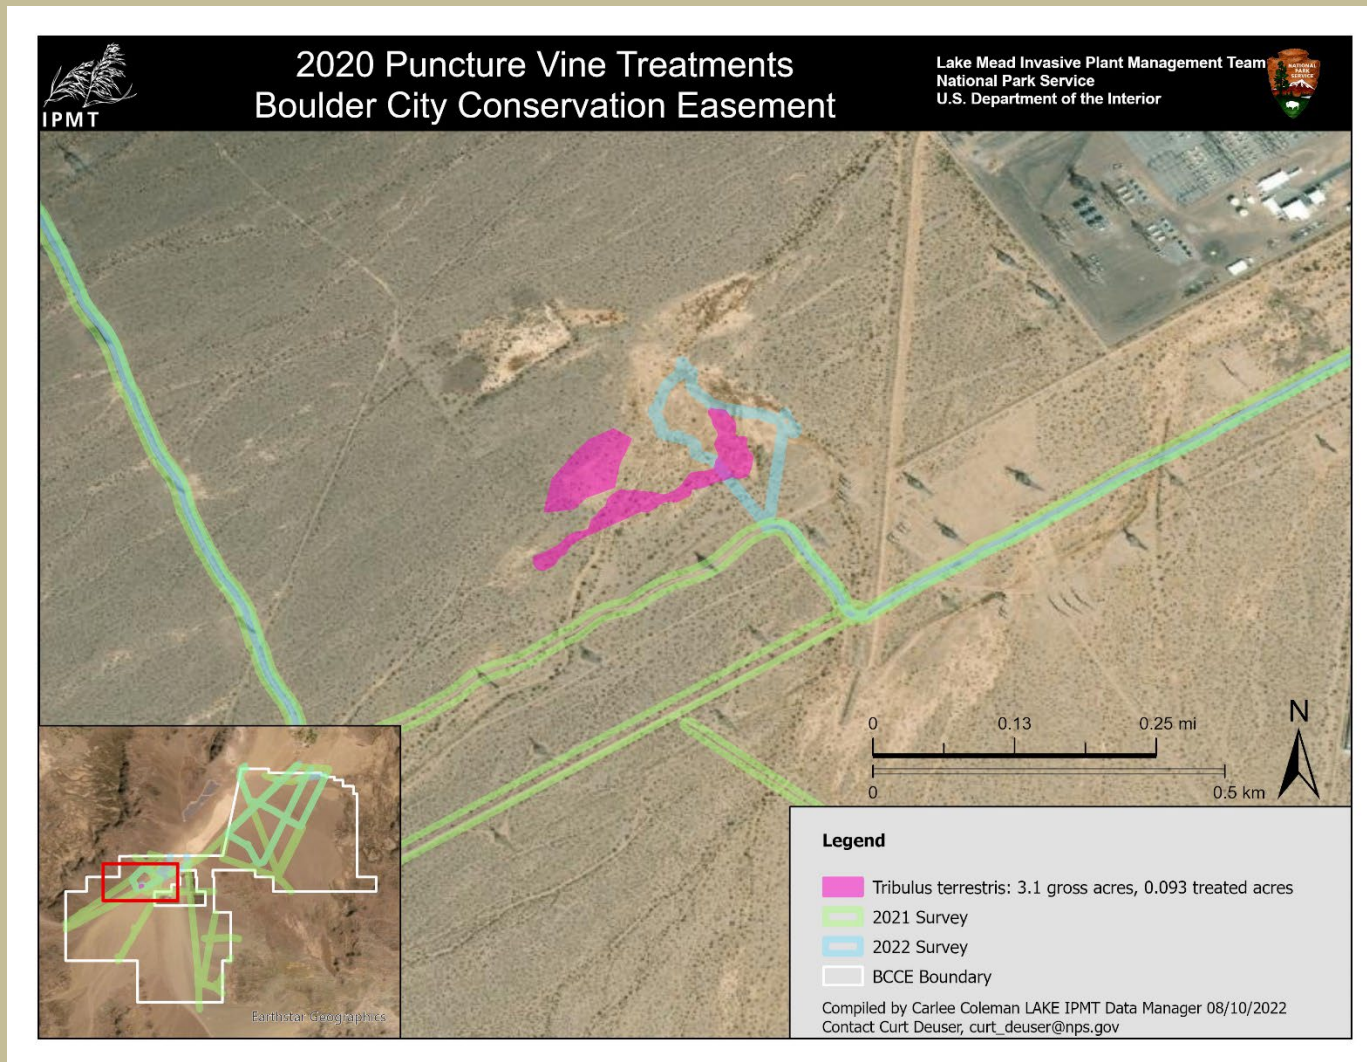 IPMT
2020 Puncture Vine Treatments
Boulder City Conservation Easement
Lake Mead Invasive Plant Management Team
National Park Service
U.S. Department of the Interior
NATIONAL
PARK
SERVICE
0 0.13 0.25 mi
0 0.5 km
N
Legend
Tribulus terrestris: 3.1 gross acres, 0.093 treated acres
2021 Survey
2022 Survey
BCCE Boundary
Compiled by Carlee Coleman LAKE IPMT Data Manager 08/10/2022
Contact Curt Deuser, curt_deuser@nps.gov
Earthstar Geographics